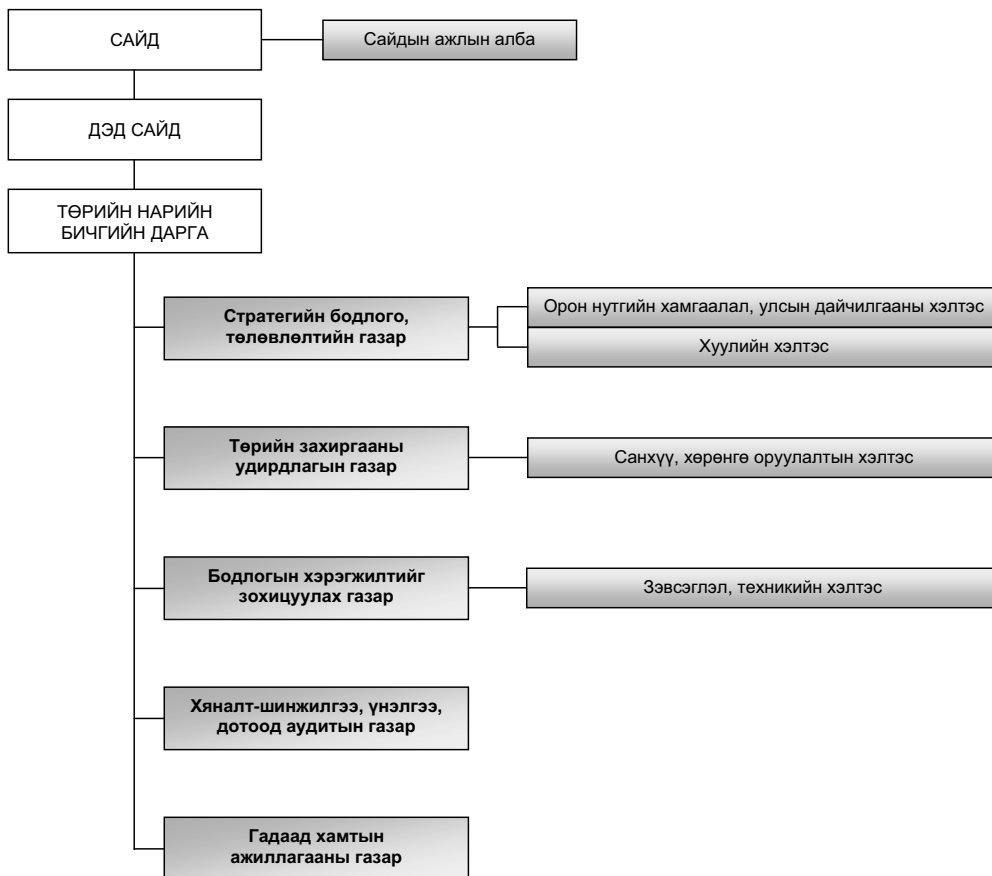 САЙД
Сайдын ажлын алба
ДЭД САЙД
ТӨРИЙН НАРИЙН
БИЧГИЙН ДАРГА
Стратегийн бодлого,
төлөвлөлтийн газар
Орон нутгийн хамгаалал, улсын дайчилгааны хэлтэс
Хуулийн хэлтэс
Төрийн захиргааны
удирдлагын газар
Санхүү, хөрөнгө оруулалтын хэлтэс
Бодлогын хэрэгжилтийг
зохицуулах газар
Зэвсэглэл, техникийн хэлтэс
Хяналт-шинжилгээ, үнэлгээ,
дотоод аудитын газар
Гадаад хамтын
ажиллагааны газар